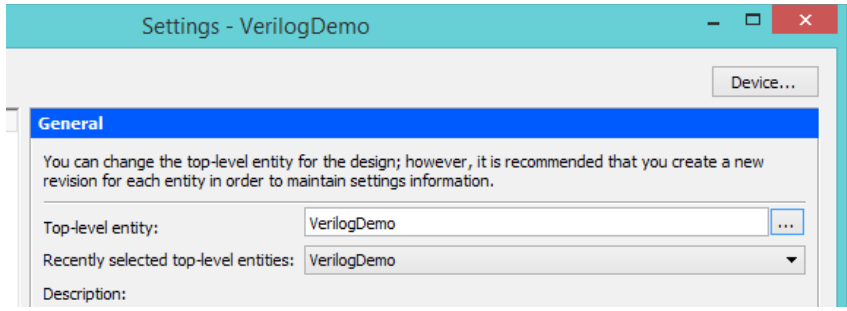 Settings - VerilogDemo
Device...
General
You can change the top-level entity for the design; however, it is recommended that you create a new
revision for each entity in order to maintain settings information.
Top-level entity: VerilogDemo ...
Recently selected top-level entities: VerilogDemo
Description: